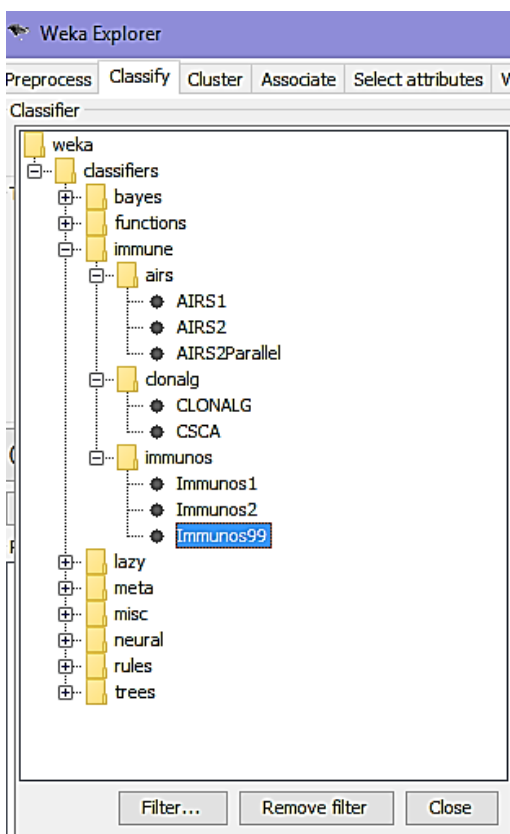 Weka Explorer
Preprocess Classify Cluster Associate Select attributes
Classifier
weka
classifiers
bayes
functions
immune
airs
AIRS1
AIRS2
AIRS2Parallel
clonalg
CLONALG
CSCA
immunos
Immunos1
Immunos2
Immunos99
lazy
meta
misc
neural
rules
trees
Filter... Remove filter Close